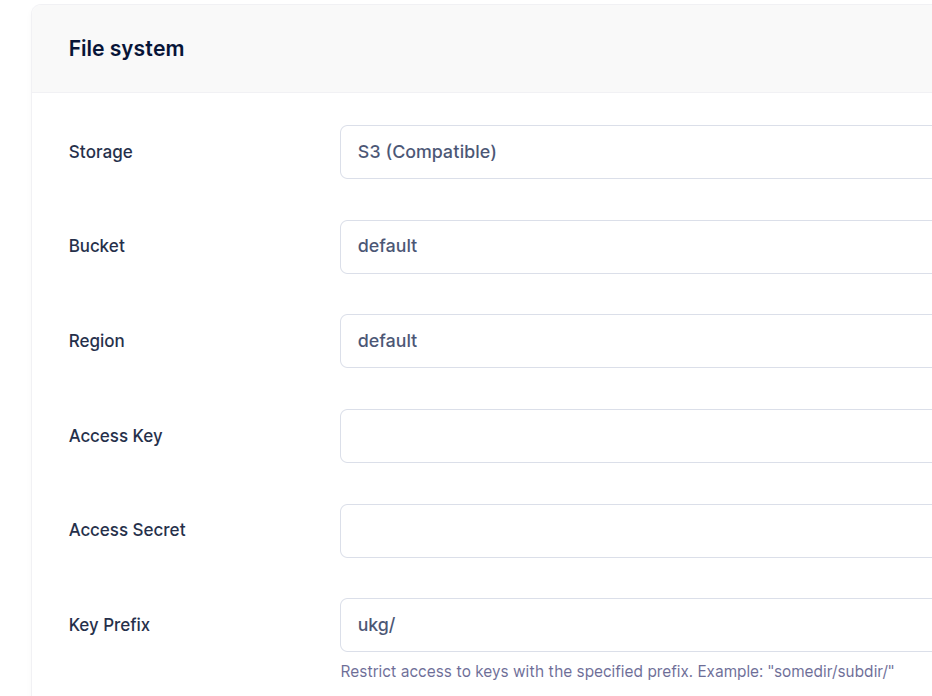 File system
Storage
S3 (Compatible)
Bucket
default
Region
default
Access Key
Access Secret
Key Prefix
ukg/
Restrict access to keys with the specified prefix. Example: "somedir/subdir/"